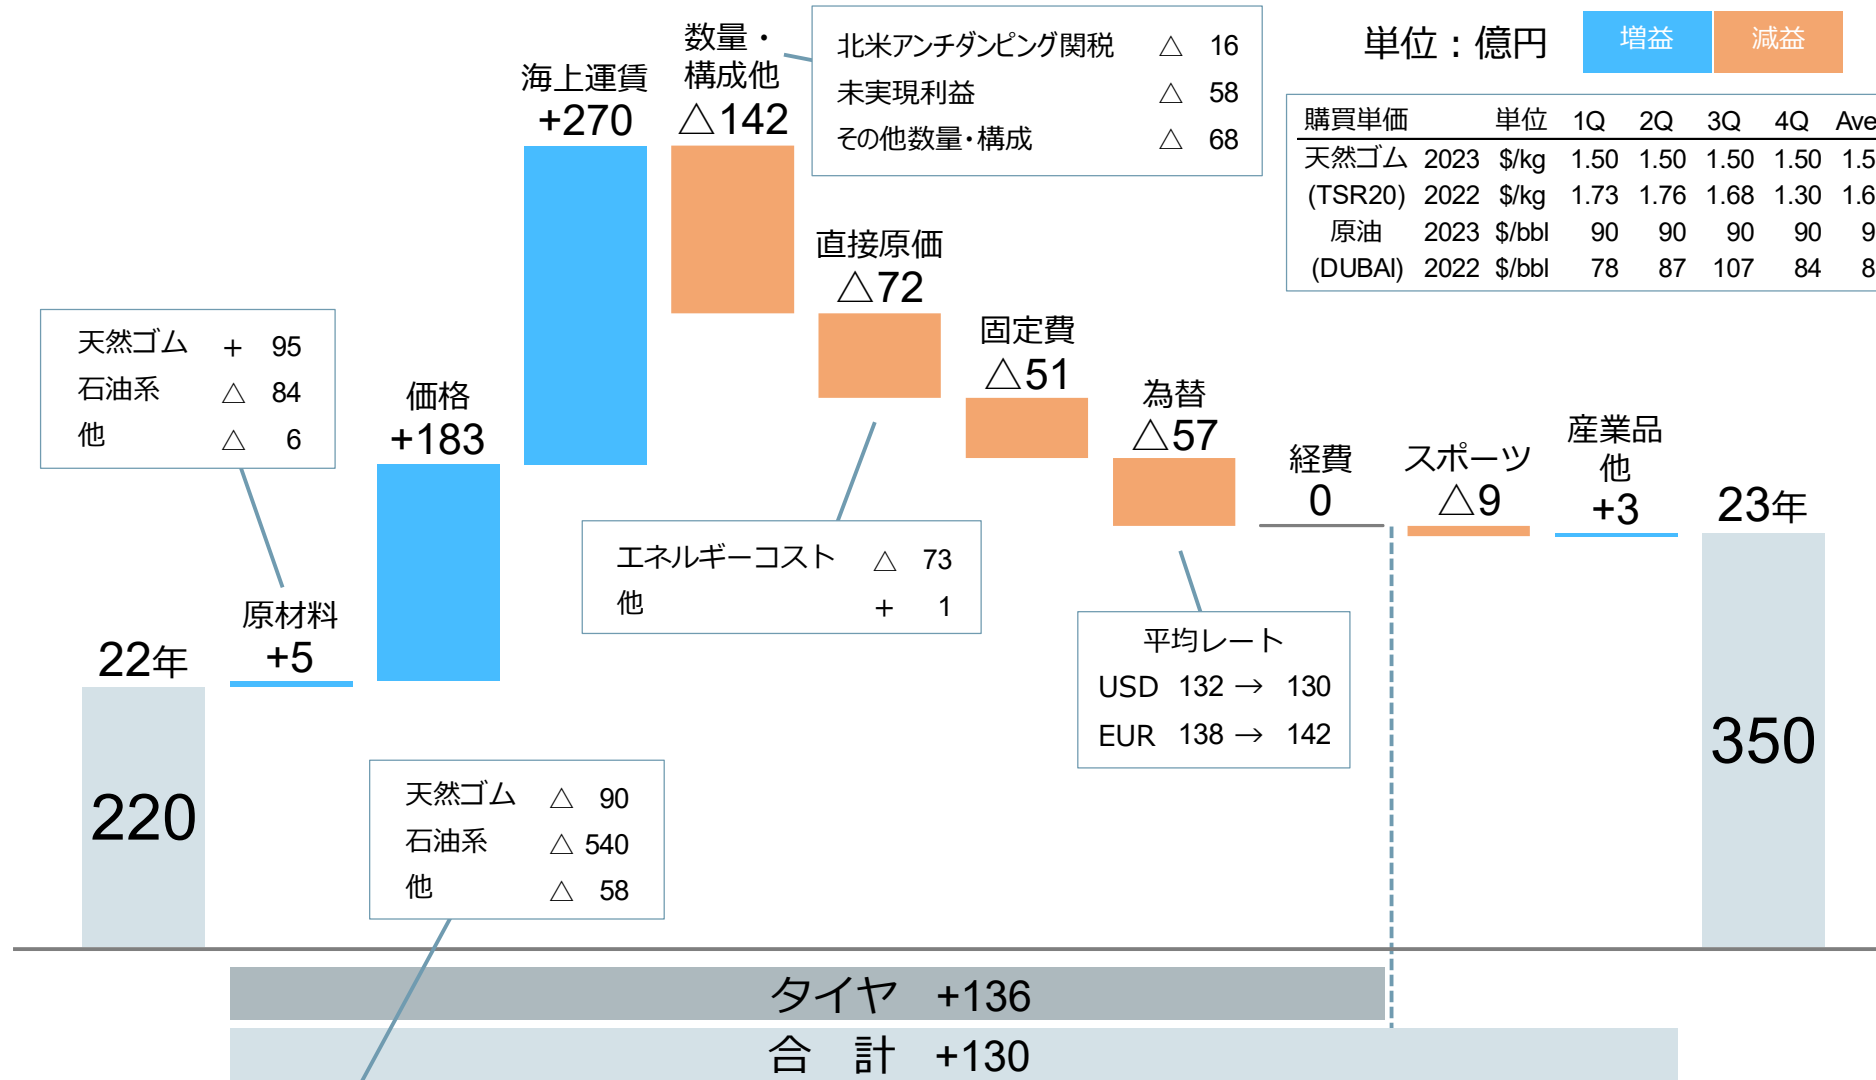 単位：億円
増益
減益
購買単価 単位 1Q 2Q 3Q 4Q Ave
天然ゴム 2023 $/kg 1.50 1.50 1.50 1.50 1.5
(TSR20) 2022 $/kg 1.73 1.76 1.68 1.30 1.6
原油 2023 $/bbl 90 90 90 90 9
(DUBAI) 2022 $/bbl 78 87 107 84 8
北米アンチダンピング関税 △ 16
未実現利益 △ 58
その他数量・構成 △ 68
22年
220
原材料
+5
天然ゴム + 95
石油系 △ 84
他 △ 6
価格
+183
海上運賃
+270
数量・
構成他
△142
直接原価
△72
エネルギーコスト △ 73
他 + 1
固定費
△51
為替
△57
平均レート
USD 132 → 130
EUR 138 → 142
経費
0
スポーツ
△9
産業品
他
+3
23年
350
天然ゴム △ 90
石油系 △ 540
他 △ 58
タイヤ +136
合 計 +130